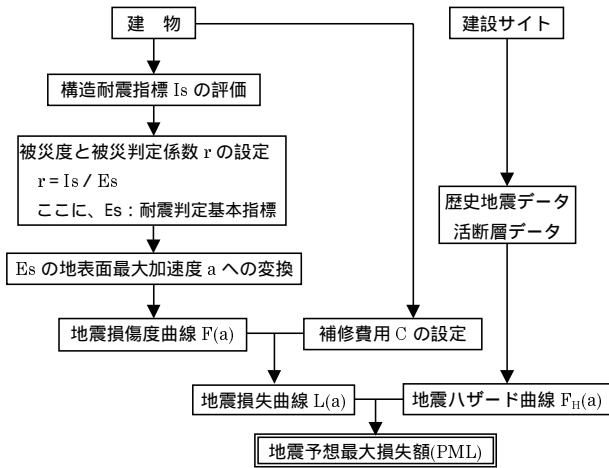 建　物
建設サイト
構造耐震指標 Is の評価
被災度と被災判定係数 r の設定
r = Is / Es
ここに、Es：耐震判定基本指標
歴史地震データ
活断層データ
Es の地表面最大加速度 a への変換
地震損傷度曲線 F(a)
補修費用 C の設定
地震損失曲線 L(a)
地震ハザード曲線 FH(a)
地震予想最大損失額(PML)